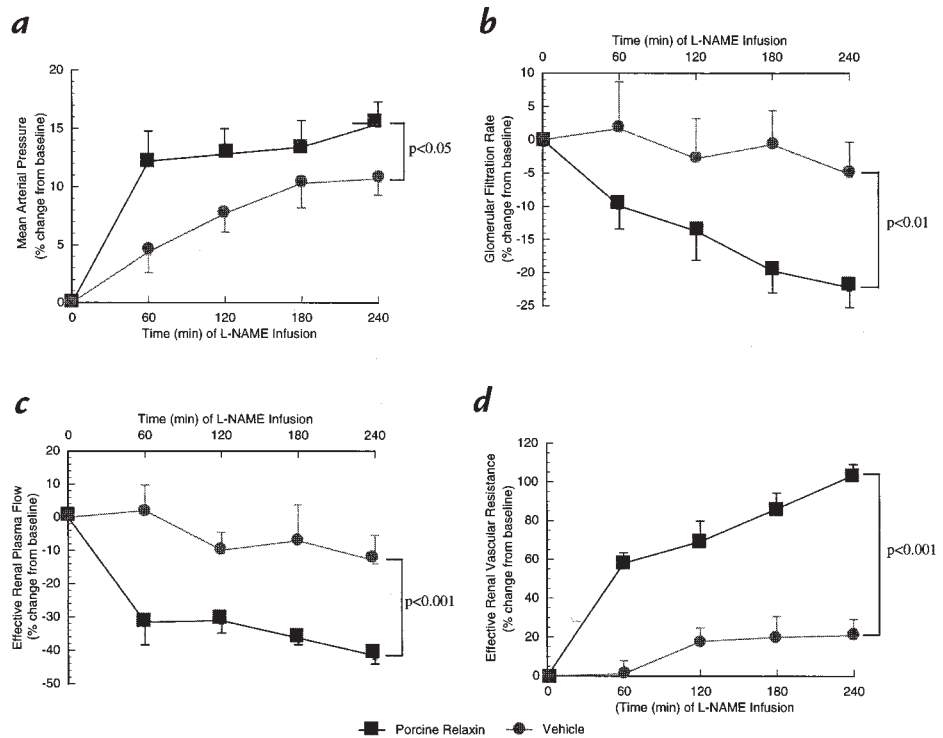 a
Mean Arterial Pressure
(% change from baseline)
20
15
10
5
0
p<0.05
0 60 120 180 240
Time (min) of L-NAME Infusion
b
Time (min) of L-NAME Infusion
0 60 120 180 240
Glomerular Filtration Rate
(% change from baseline)
10
5
0
-5
-10
-15
-20
-25
p<0.01
c
Time (min) of L-NAME Infusion
0 60 120 180 240
Effective Renal Plasma Flow
(% change from baseline)
20
10
0
-10
-20
-30
-40
-50
p<0.001
d
Effective Renal Vascular Resistance
(% change from baseline)
120
100
80
60
40
20
0
p<0.001
0 60 120 180 240
(Time (min) of L-NAME Infusion
Porcine Relaxin Vehicle